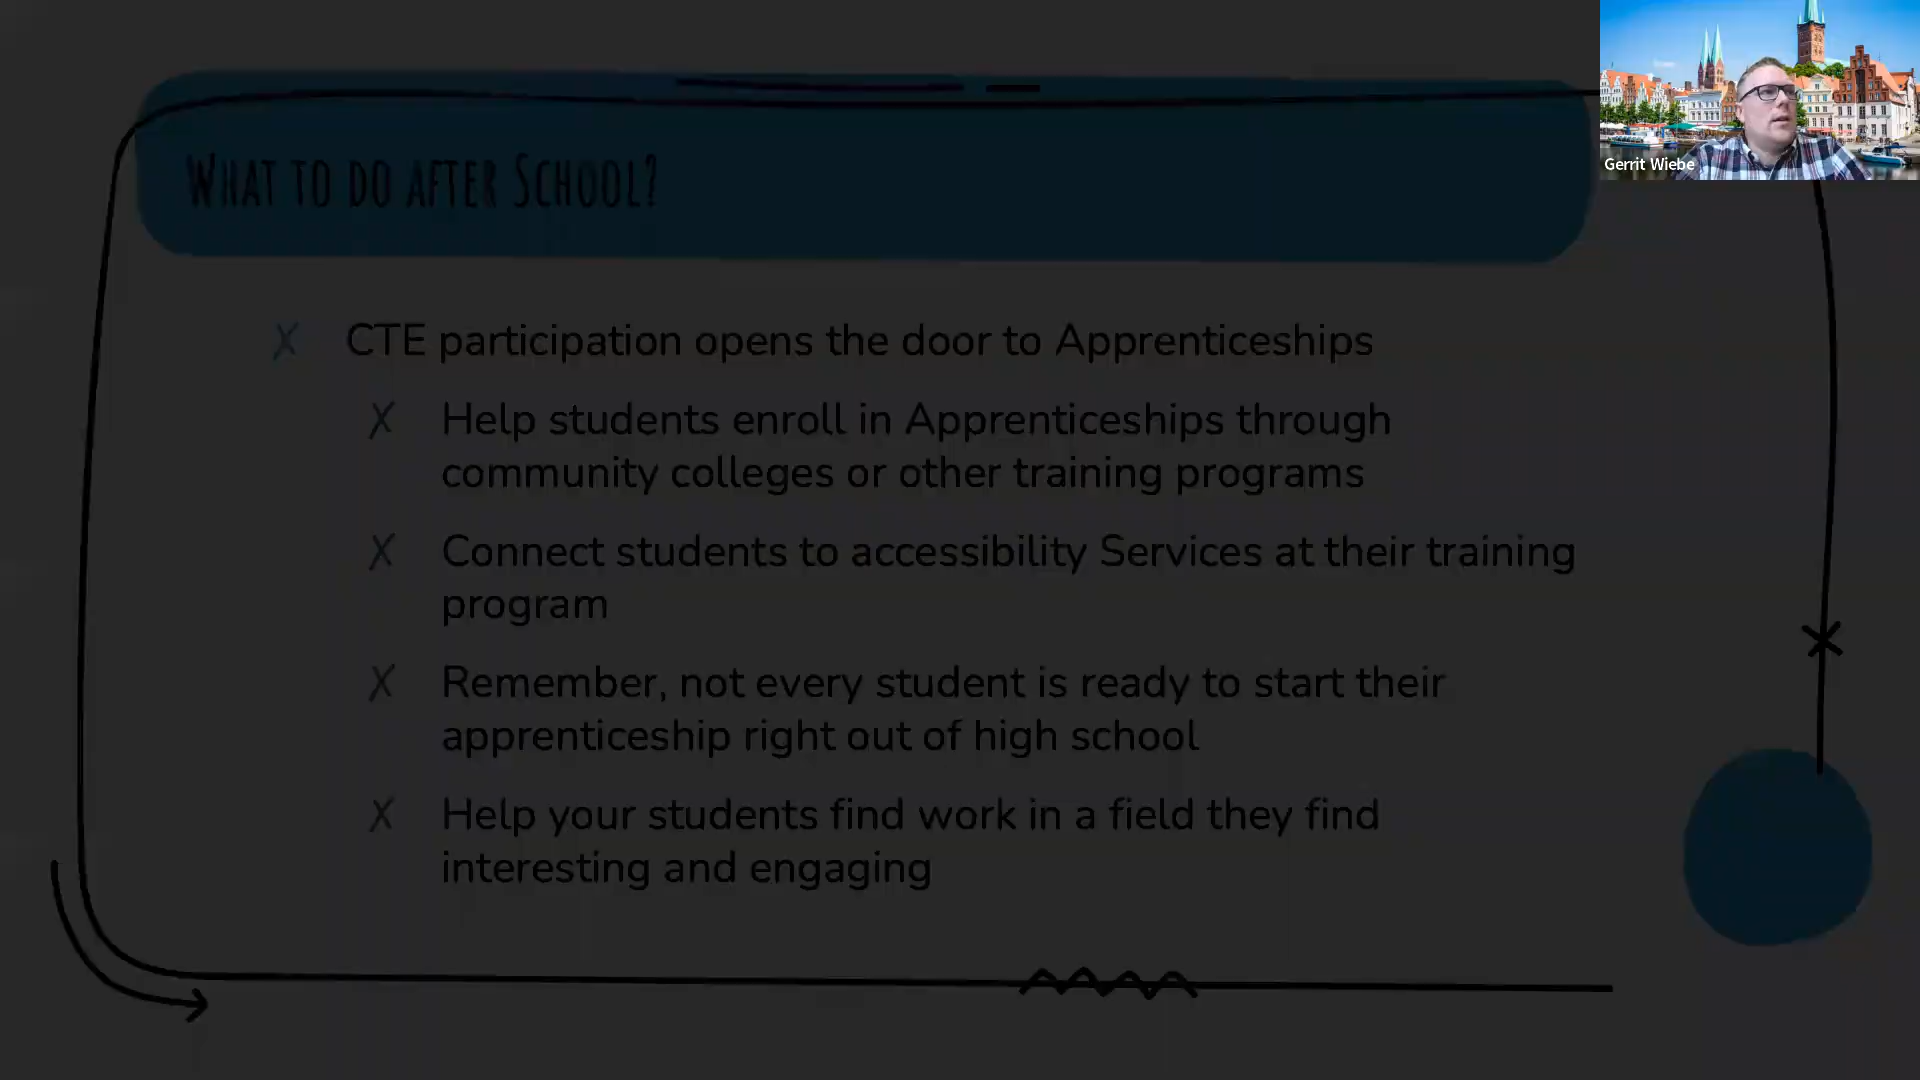 Gerrit Wiebe
What to do after School?
X CTE participation opens the door to Apprenticeships
X Help students enroll in Apprenticeships through
community colleges or other training programs
X Connect students to accessibility Services at their training
program
X Remember, not every student is ready to start their
apprenticeship right out of high school
X Help your students find work in a field they find
interesting and engaging